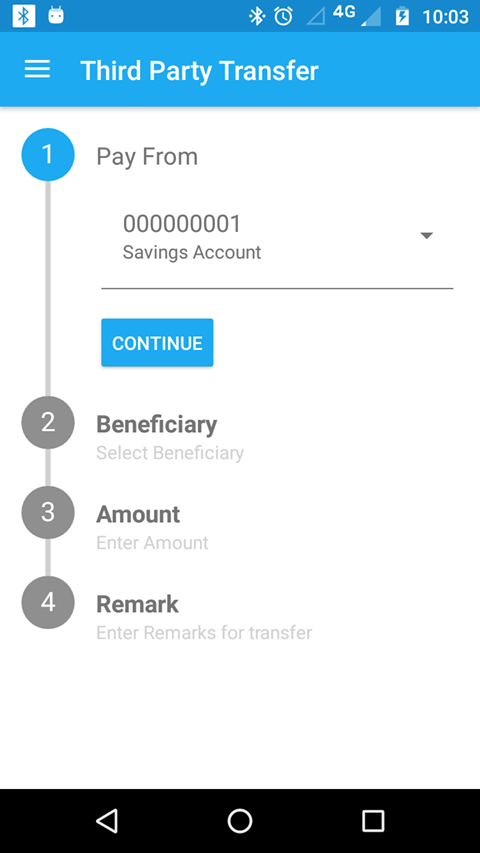 4G 10:03
Third Party Transfer
1 Pay From
000000001
Savings Account
CONTINUE
2 Beneficiary
Select Beneficiary
3 Amount
Enter Amount
4 Remark
Enter Remarks for transfer